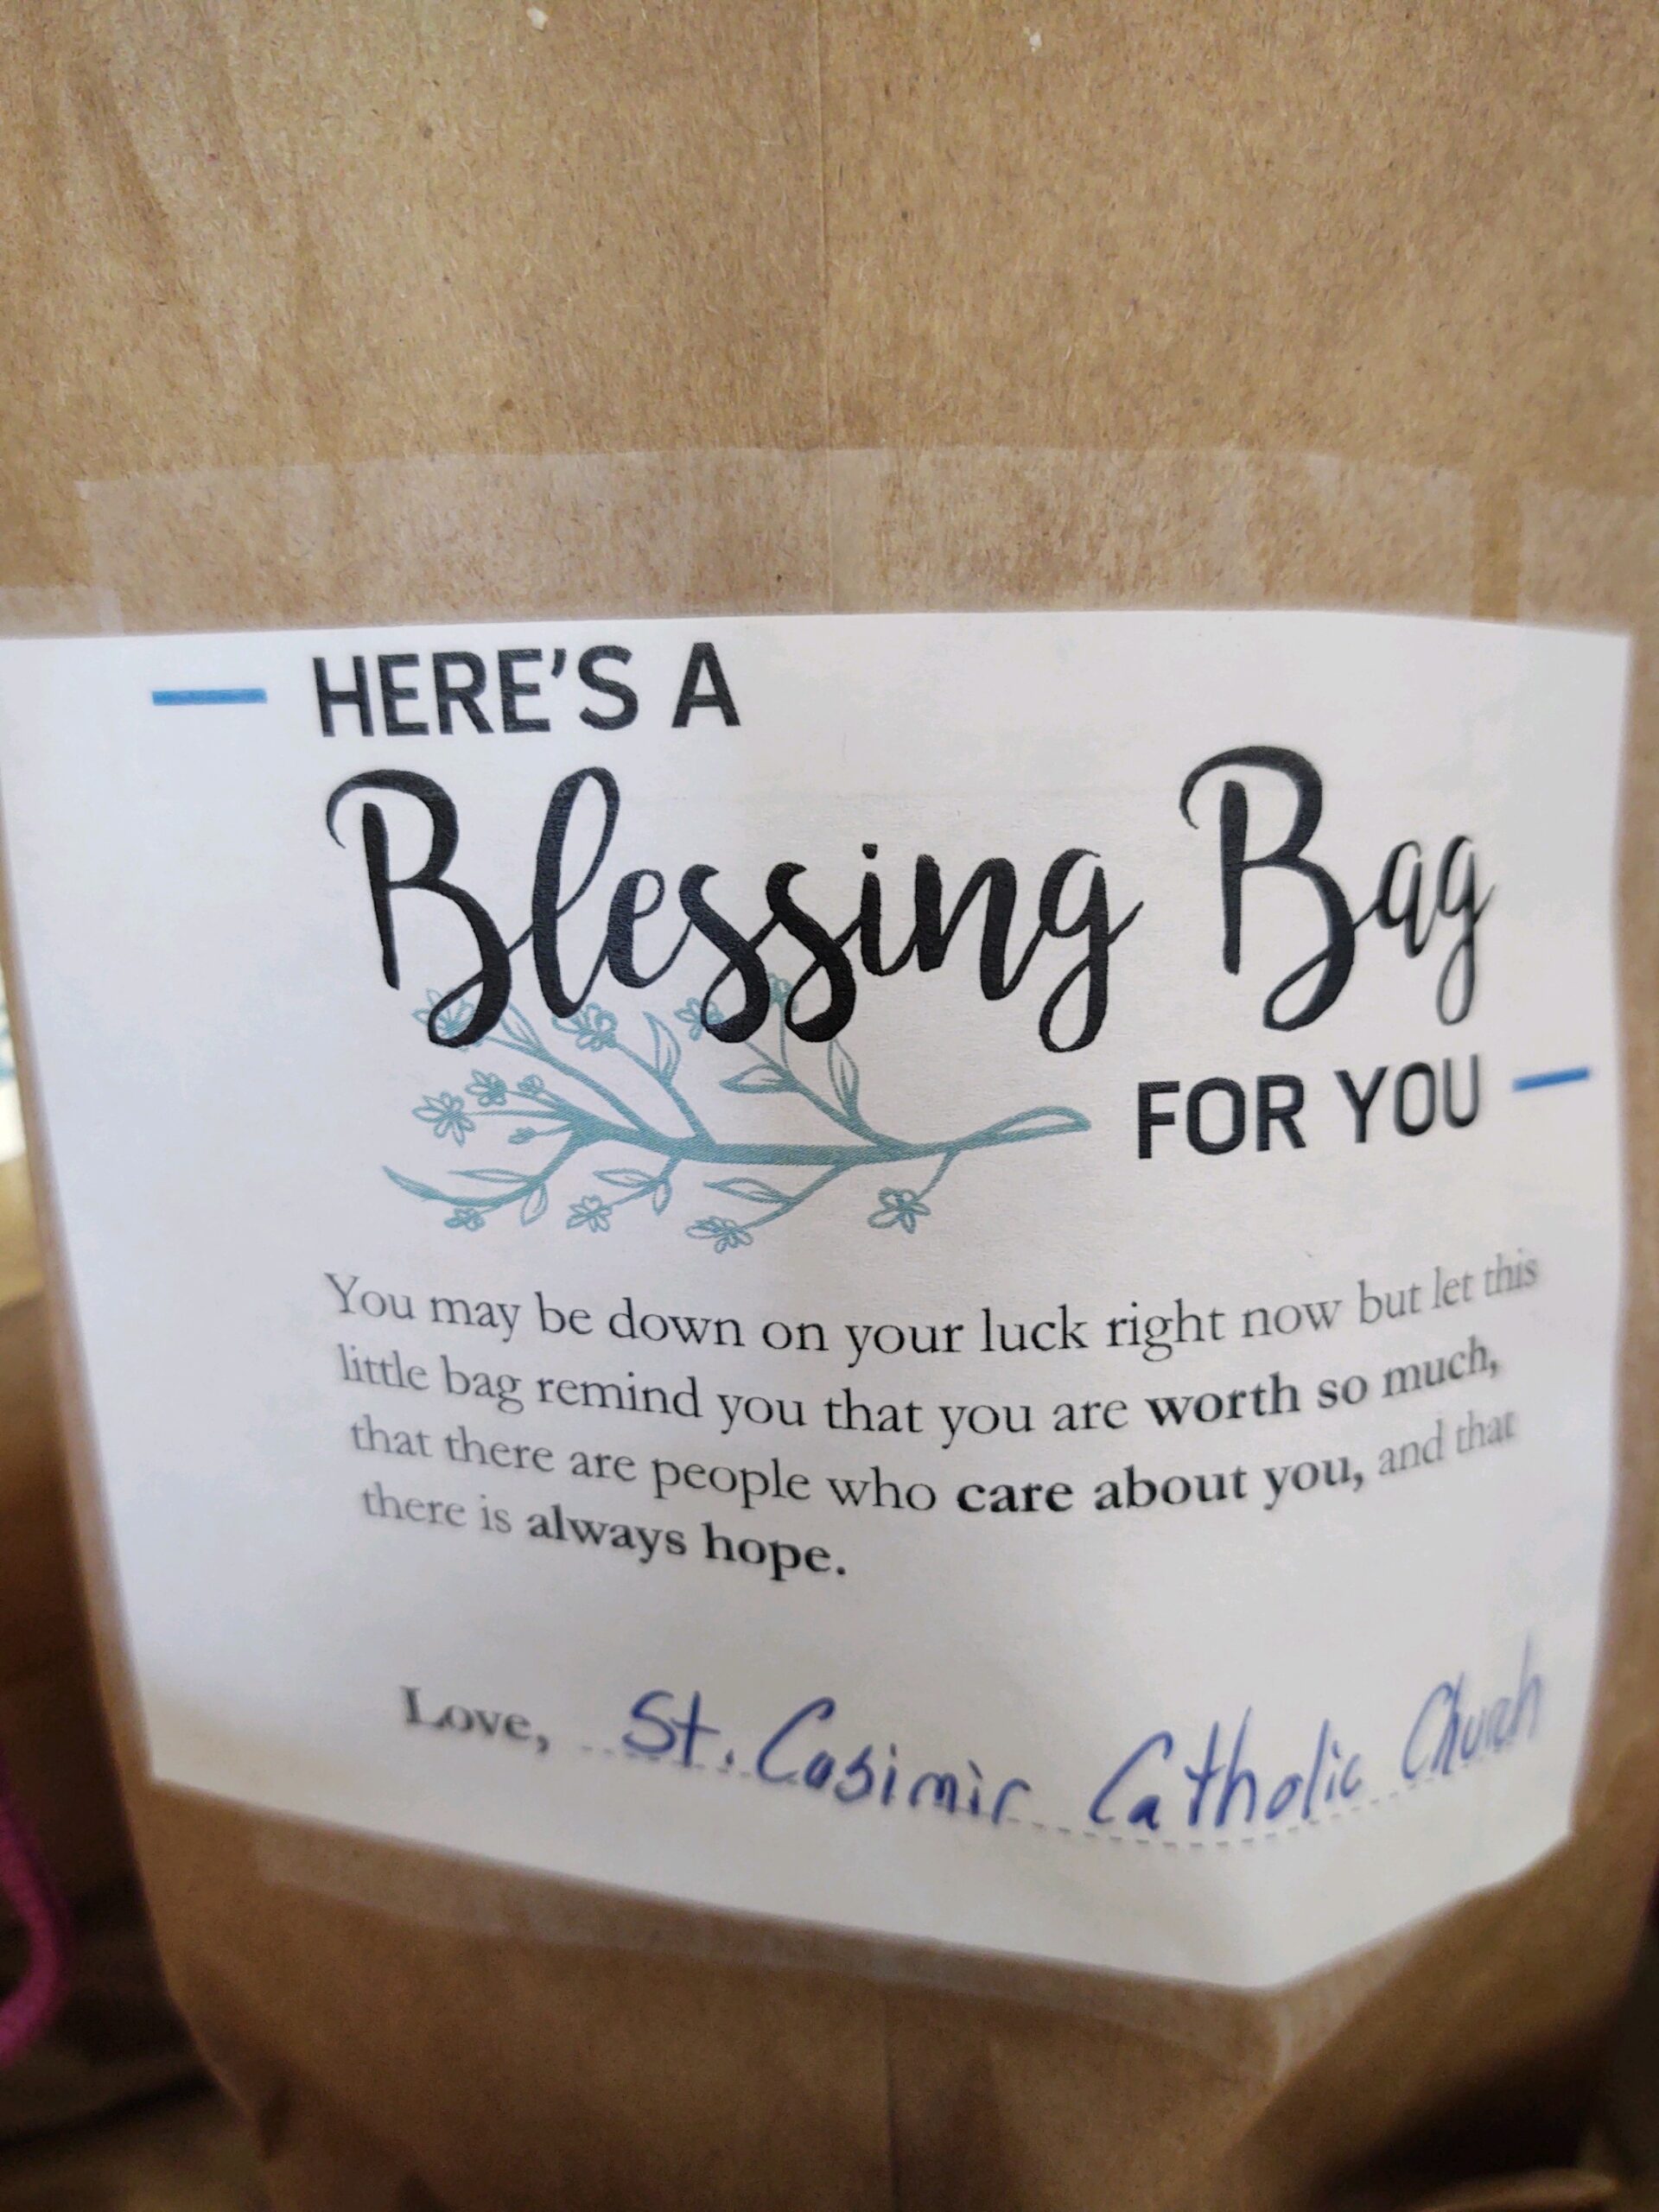 HERE'S A
Blessing Bag
FOR YOU
You may be down on your luck right now but let this
little bag remind you that you are worth so much,
that there are people who care about you, and that
there is always hope.
Love, St. Casimir Catholic Church